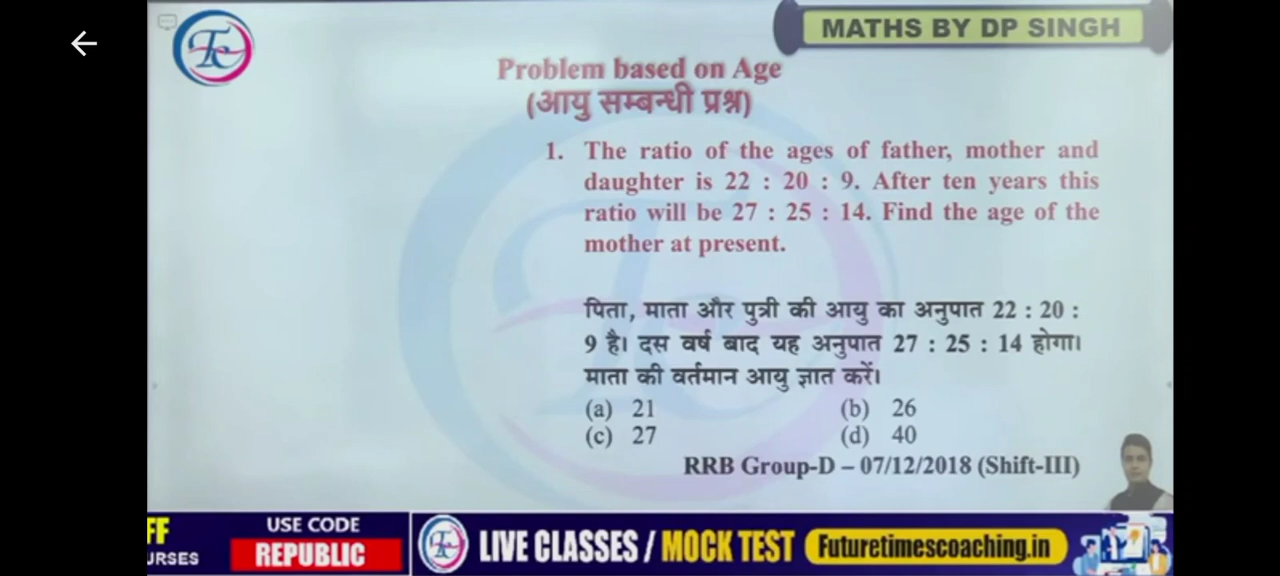 MATHS BY DP SINGH
Problem based on Age
(आयु सम्बन्धी प्रश्न)
1. The ratio of the ages of father, mother and
daughter is 22 : 20 : 9. After ten years this
ratio will be 27 : 25 : 14. Find the age of the
mother at present.
पिता, माता और पुत्री की आयु का अनुपात 22 : 20 :
9 है। दस वर्ष बाद यह अनुपात 27 : 25 : 14 होगा।
माता की वर्तमान आयु ज्ञात करें।
(a) 21 (b) 26
(c) 27 (d) 40
RRB Group-D – 07/12/2018 (Shift-III)
FF
URSES
USE CODE
REPUBLIC
LIVE CLASSES / MOCK TEST Futuretimescoaching.in